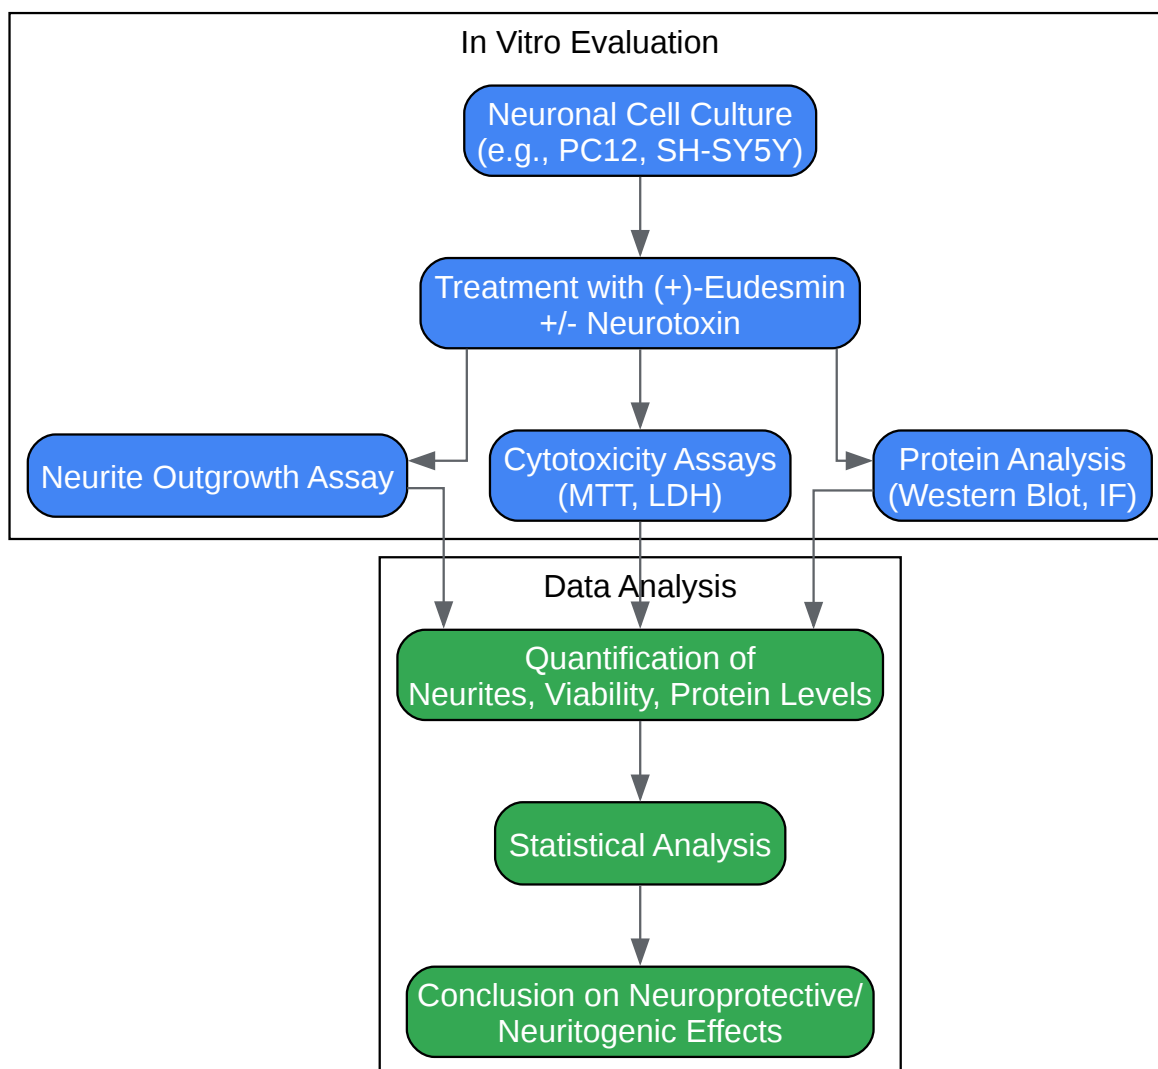 In Vitro Evaluation
Neuronal Cell Culture
(e.g., PC12, SH-SY5Y)
Treatment with (+)-Eudesmin
+/- Neurotoxin
Neurite Outgrowth Assay
Cytotoxicity Assays
(MTT, LDH)
Protein Analysis
(Western Blot, IF)
Data Analysis
Quantification of
Neurites, Viability, Protein Levels
Statistical Analysis
Conclusion on Neuroprotective/
Neuritogenic Effects